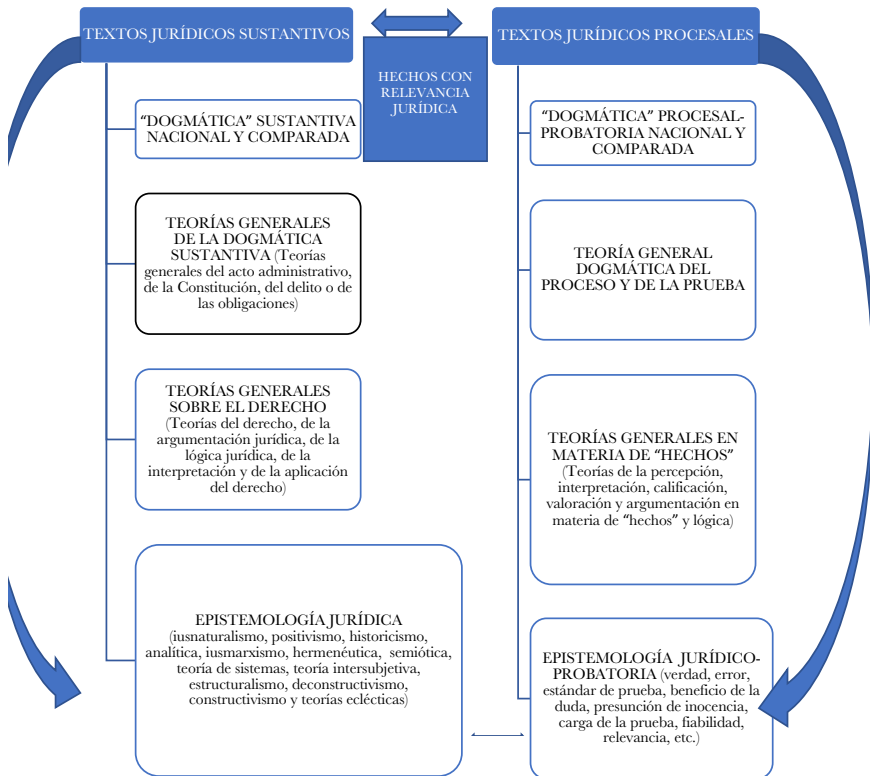 TEXTOS JURÍDICOS SUSTANTIVOS
HECHOS CON
RELEVANCIA
JURÍDICA
TEXTOS JURÍDICOS PROCESALES
“DOGMÁTICA” SUSTANTIVA
NACIONAL Y COMPARADA
TEORÍAS GENERALES
DE LA DOGMÁTICA
SUSTANTIVA (Teorías
generales del acto administrativo,
de la Constitución, del delito o de
las obligaciones)
TEORÍAS GENERALES
SOBRE EL DERECHO
(Teorías del derecho, de la
argumentación jurídica, de la
lógica jurídica, de la
interpretación y de la aplicación
del derecho)
EPISTEMOLOGÍA JURÍDICA
(iusnaturalismo, positivismo, historicismo,
analítica, iusmarxismo, hermenéutica, semiótica,
teoría de sistemas, teoría intersubjetiva,
estructuralismo, deconstructivismo,
constructivismo y teorías eclécticas)
“DOGMÁTICA” PROCESAL-
PROBATORIA NACIONAL Y
COMPARADA
TEORÍA GENERAL
DOGMÁTICA DEL
PROCESO Y DE LA PRUEBA
TEORÍAS GENERALES EN
MATERIA DE “HECHOS”
(Teorías de la percepción,
interpretación, calificación,
valoración y argumentación en
materia de “hechos” y lógica)
EPISTEMOLOGÍA JURÍDICO-
PROBATORIA (verdad, error,
estándar de prueba, beneficio de la
duda, presunción de inocencia,
carga de la prueba, fiabilidad,
relevancia, etc.)